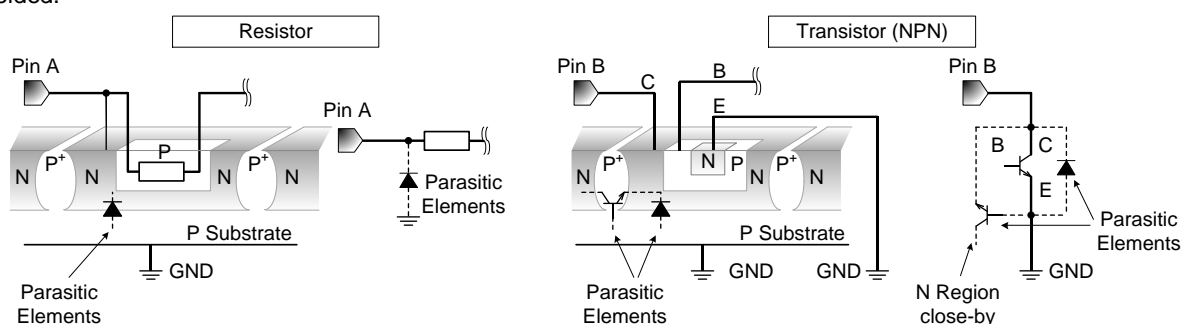 Resistor
Transistor (NPN)
Pin A
Pin A
N
P+
N
P
N
P+
N
Parasitic
Elements
P Substrate
GND
Parasitic
Elements
Pin B
C
B
E
N
P+
N
N
P
N
P+
N
P Substrate
GND
GND
Parasitic
Elements
Pin B
B
C
E
Parasitic
Elements
GND
N Region
close-by